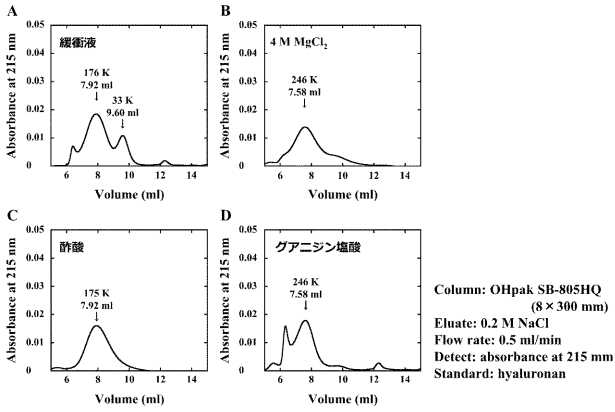 A
緩衝液
176 K
7.92 ml
↓
33 K
9.60 ml
↓
Absorbance at 215 nm
0.05
0.04
0.03
0.02
0.01
0
6 8 10 12 14
Volume (ml)
B
4 M MgCl₂
246 K
7.58 ml
↓
Absorbance at 215 nm
0.05
0.04
0.03
0.02
0.01
0
6 8 10 12 14
Volume (ml)
C
酢酸
175 K
7.92 ml
↓
Absorbance at 215 nm
0.05
0.04
0.03
0.02
0.01
0
6 8 10 12 14
Volume (ml)
D
グアニジン塩酸
246 K
7.58 ml
↓
Absorbance at 215 nm
0.05
0.04
0.03
0.02
0.01
0
6 8 10 12 14
Volume (ml)
Column: OHpak SB-805HQ
(8×300 mm)
Eluate: 0.2 M NaCl
Flow rate: 0.5 ml/min
Detect: absorbance at 215 mm
Standard: hyaluronan